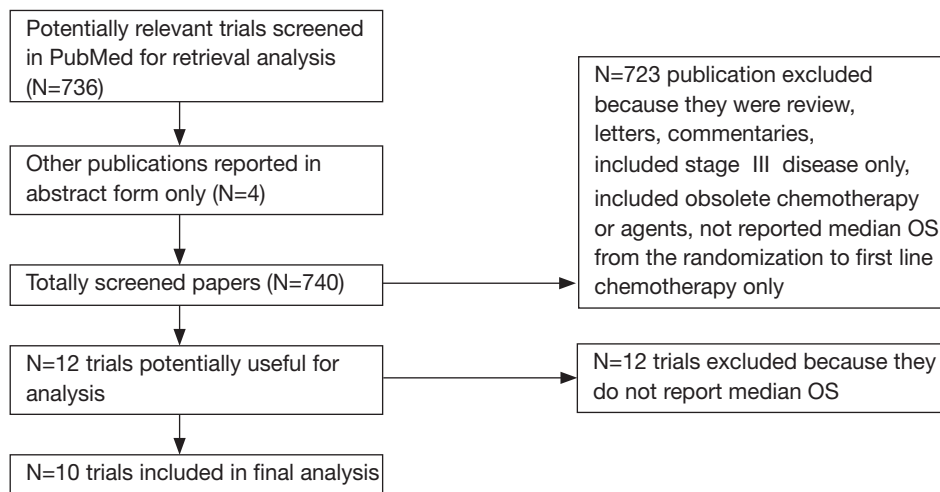 Potentially relevant trials screened
in PubMed for retrieval analysis
(N=736)
Other publications reported in
abstract form only (N=4)
Totally screened papers (N=740)
N=12 trials potentially useful for
analysis
N=10 trials included in final analysis
N=723 publication excluded
because they were review,
letters, commentaries,
included stage III disease only,
included obsolete chemotherapy
or agents, not reported median OS
from the randomization to first line
chemotherapy only
N=12 trials excluded because they
do not report median OS